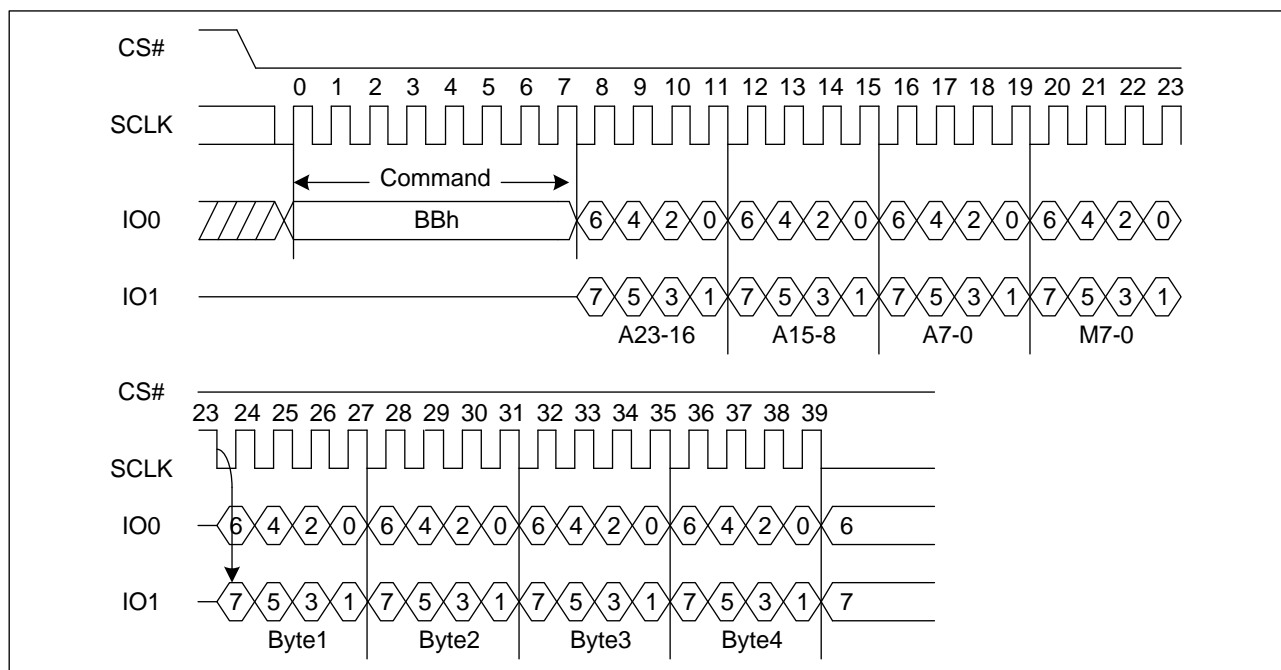 CS#
0 1 2 3 4 5 6 7 8 9 10 11 12 13 14 15 16 17 18 19 20 21 22 23
SCLK
Command
IO0 BBh 6 4 2 0 6 4 2 0 6 4 2 0 6 4 2 0
IO1 7 5 3 1 7 5 3 1 7 5 3 1 7 5 3 1
A23-16 A15-8 A7-0 M7-0
CS#
23 24 25 26 27 28 29 30 31 32 33 34 35 36 37 38 39
SCLK
IO0 6 4 2 0 6 4 2 0 6 4 2 0 6 4 2 0 6
IO1 7 5 3 1 7 5 3 1 7 5 3 1 7 5 3 1 7
Byte1 Byte2 Byte3 Byte4